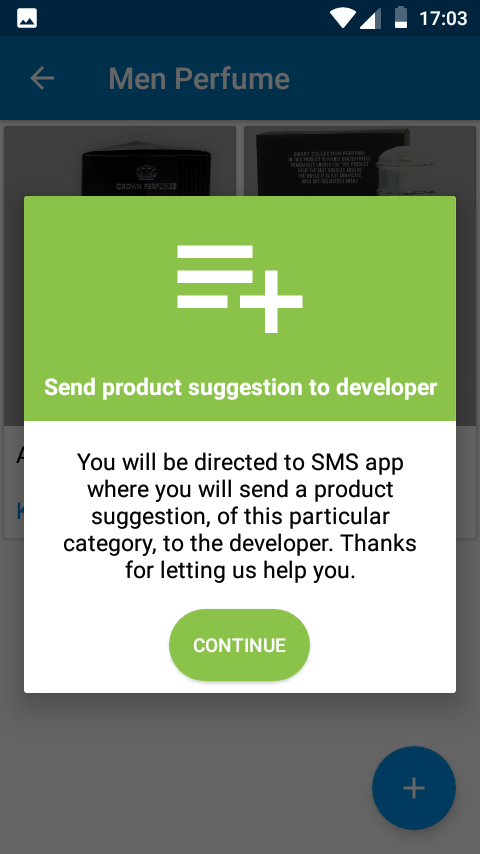 17:03
Men Perfume
CROWN PERFUMES
SMART COLLECTION PERFUME
Send product suggestion to developer
A
You will be directed to SMS app
where you will send a product
suggestion, of this particular
category, to the developer. Thanks
for letting us help you.
K
CONTINUE